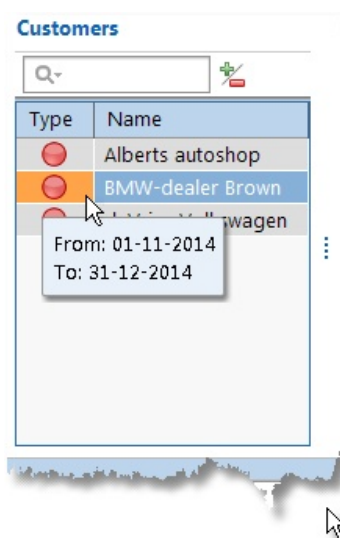 Customers
Type Name
Alberts autoshop
BMW-dealer Brown
From: 01-11-2014
To: 31-12-2014